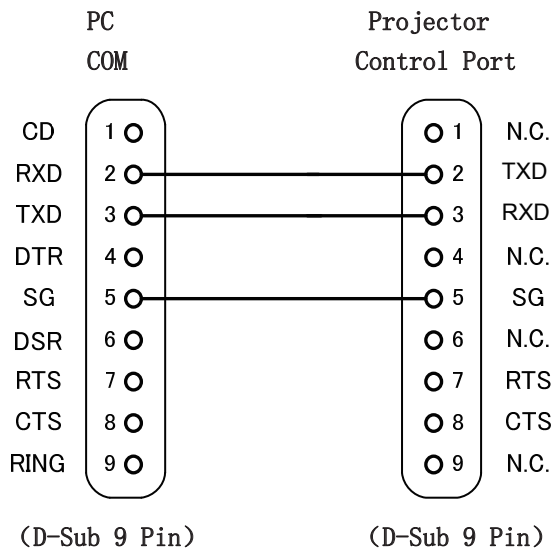 PC Projector
COM Control Port
CD 1 1 N.C.
RXD 2 2 TXD
TXD 3 3 RXD
DTR 4 4 N.C.
SG 5 5 SG
DSR 6 6 N.C.
RTS 7 7 RTS
CTS 8 8 CTS
RING 9 9 N.C.
(D-Sub 9 Pin) (D-Sub 9 Pin)